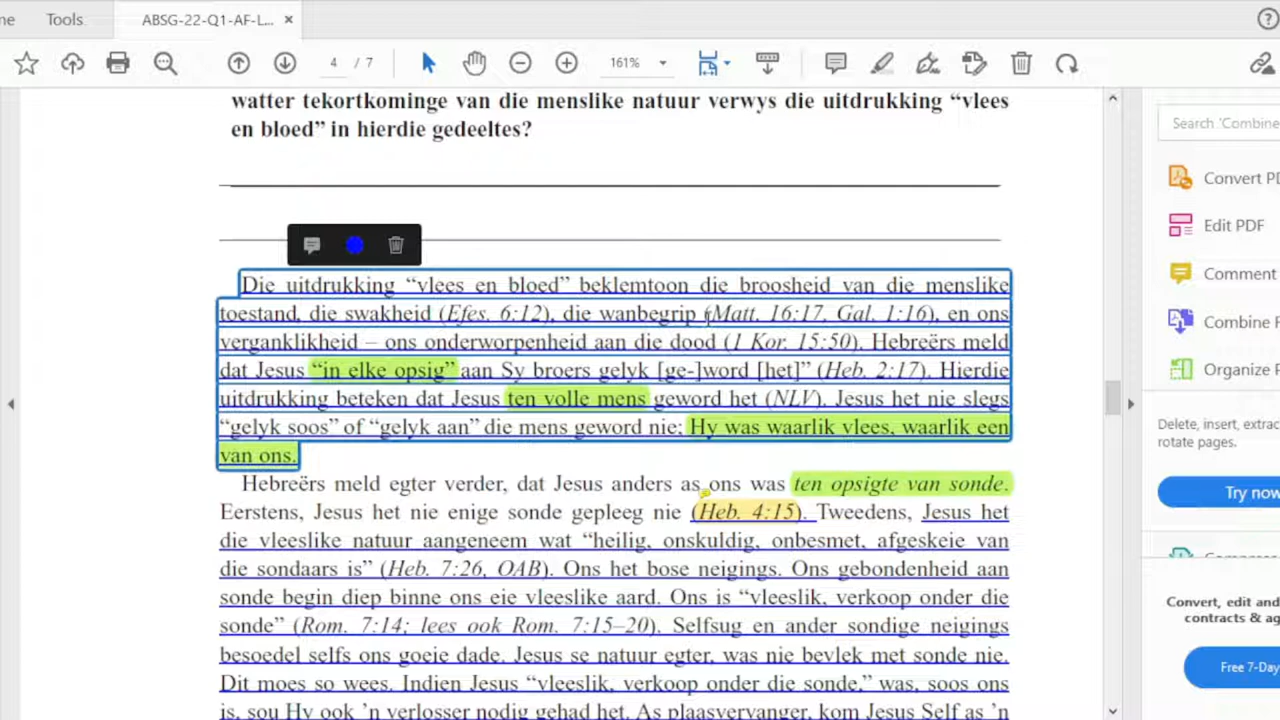 ne
Tools
ABSG-22-Q1-AF-L... ×
4 / 7
161%
watter tekortkominge van die menslike natuur verwys die uitdrukking “vlees
en bloed” in hierdie gedeeltes?
Die uitdrukking “vlees en bloed” beklemtoon die broosheid van die menslike
toestand, die swakheid (Efes. 6:12), die wanbegrip (Matt. 16:17, Gal. 1:16), en ons
verganklikheid – ons onderworpenheid aan die dood (1 Kor. 15:50). Hebreërs meld
dat Jesus “in elke opsig” aan Sy broers gelyk [ge-]word [het]” (Heb. 2:17). Hierdie
uitdrukking beteken dat Jesus ten volle mens geword het (NLV). Jesus het nie slegs
“gelyk soos” of “gelyk aan” die mens geword nie; Hy was waarlik vlees, waarlik een
van ons.
Hebreërs meld egter verder, dat Jesus anders as ons was ten opsigte van sonde.
Eerstens, Jesus het nie enige sonde gepleeg nie (Heb. 4:15). Tweedens, Jesus het
die vleeslike natuur aangeneem wat “heilig, onskuldig, onbesmet, afgeskeie van
die sondaars is” (Heb. 7:26, OAB). Ons het bose neigings. Ons gebondenheid aan
sonde begin diep binne ons eie vleeslike aard. Ons is “vleeslik, verkoop onder die
sonde” (Rom. 7:14; lees ook Rom. 7:15–20). Selfsug en ander sondige neigings
besoedel selfs ons goeie dade. Jesus se natuur egter, was nie bevlek met sonde nie.
Dit moes so wees. Indien Jesus “vleeslik, verkoop onder die sonde,” was, soos ons
is, sou Hy ook ’n verlosser nodig gehad het. As plaasvervanger, kom Jesus Self as ’n
Search 'Combine
Convert PD
Edit PDF
Comment
Combine F
Organize P
Delete, insert, extrac
rotate pages.
Try now
Convert, edit and
contracts & ag
Free 7-Day